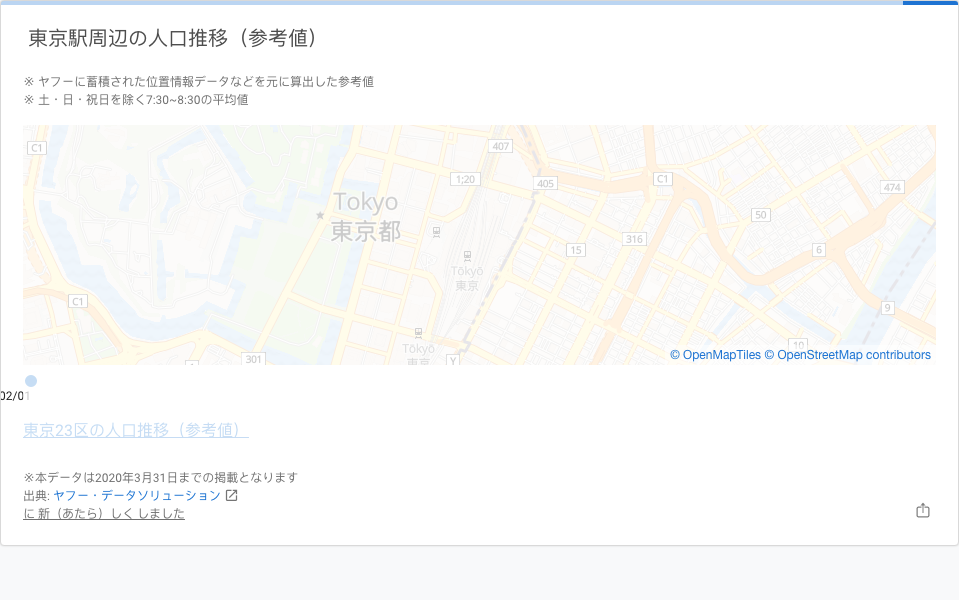 東京駅周辺の人口推移（参考値）
※ ヤフーに蓄積された位置情報データなどを元に算出した参考値
※ 土・日・祝日を除く7:30~8:30の平均値
C1
407
1;20
405
C1
474
Tokyo
東京都
50
316
15
6
Tōkyō
東京
C1
9
10
301
1
Tōkyō
東京
Y
© OpenMapTiles © OpenStreetMap contributors
02/01
東京23区の人口推移（参考値）
※本データは2020年3月31日までの掲載となります
出典: ヤフー・データソリューション
に 新（あたら）しく しました